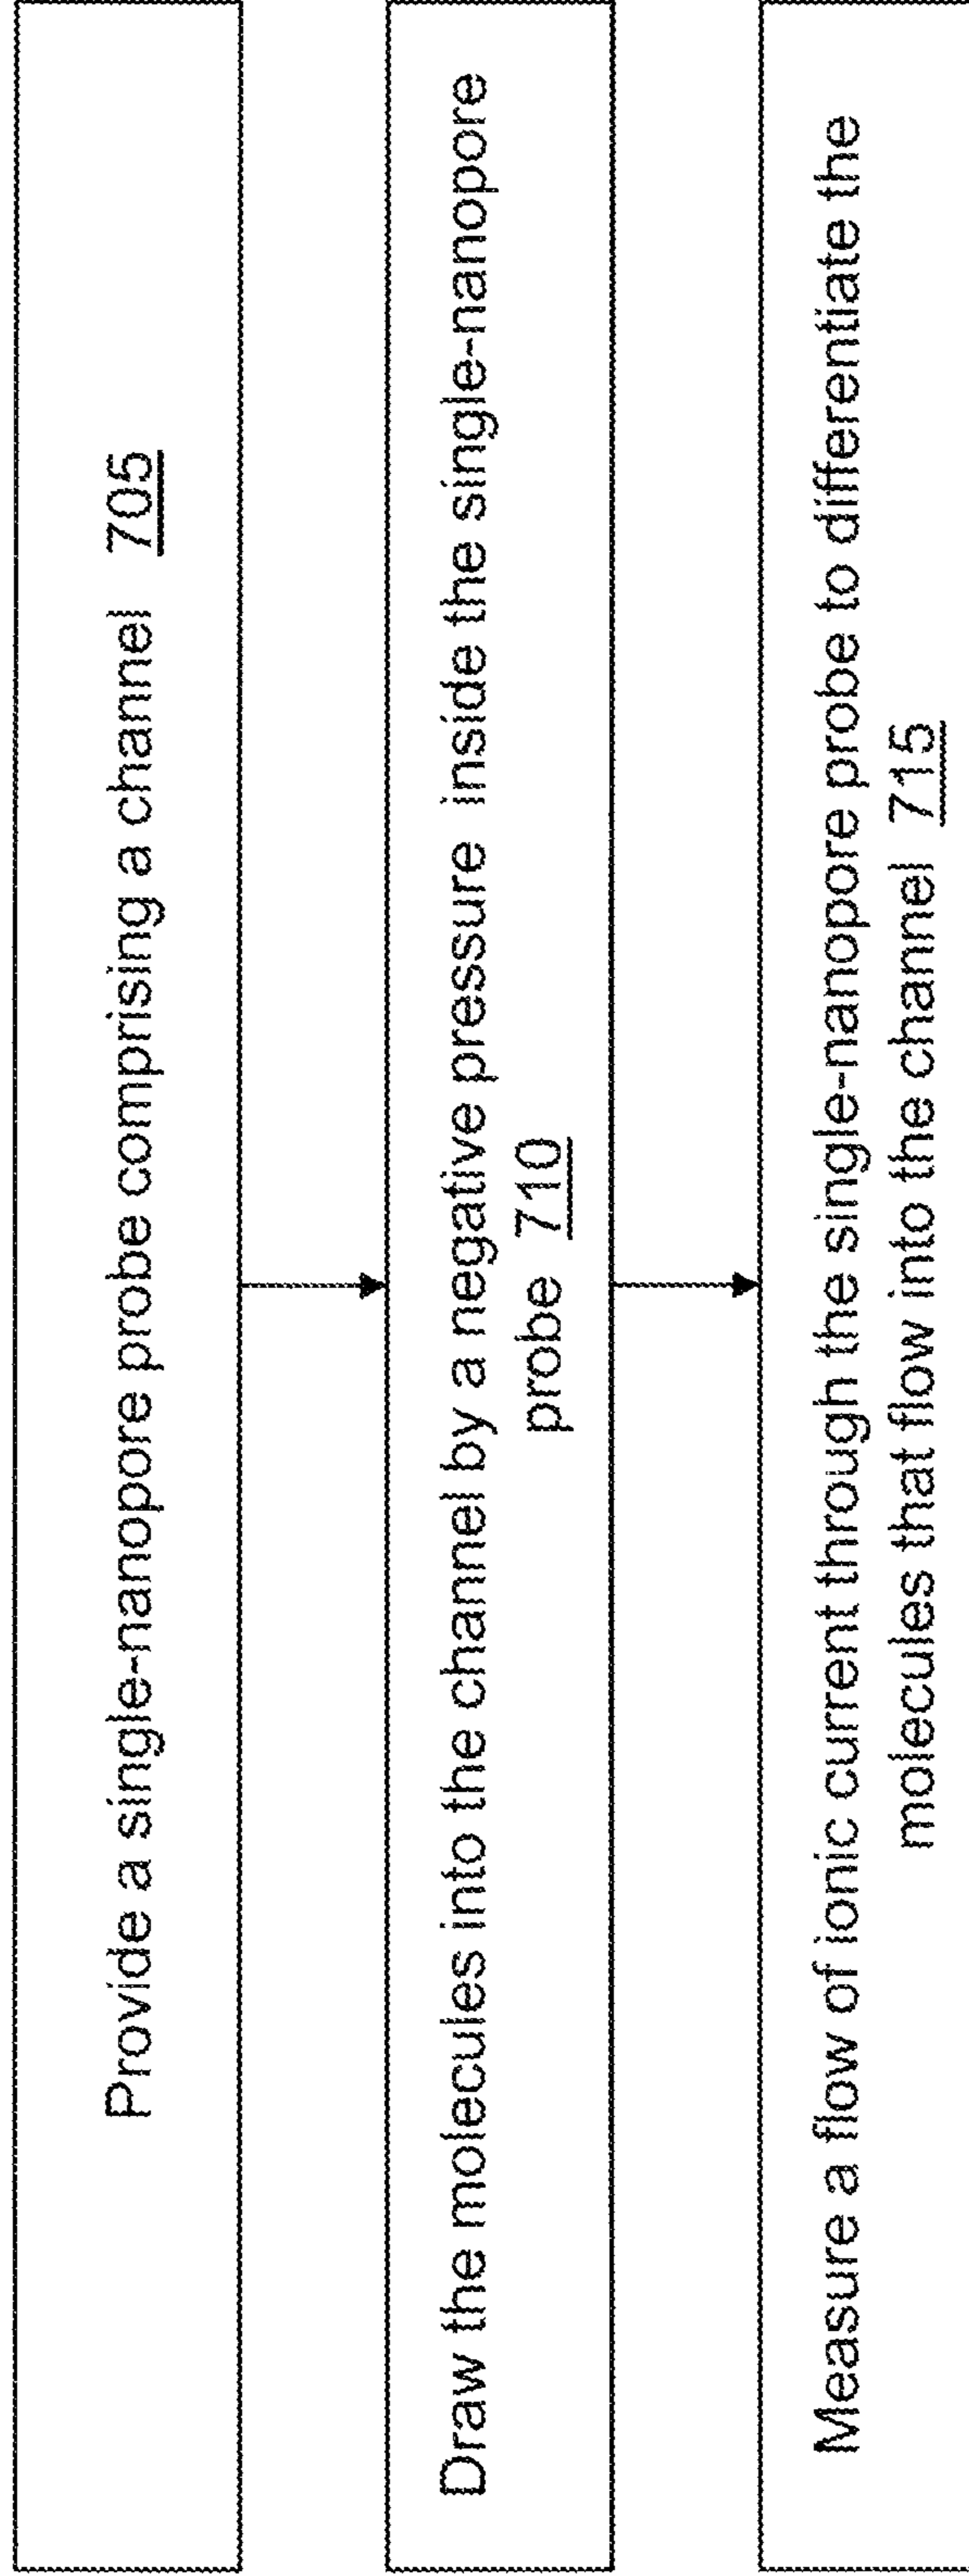 Provide a single-nanopore probe comprising a channel 705
Draw the molecules into the channel by a negative pressure inside the single-nanopore
probe 710
Measure a flow of ionic current through the single-nanopore probe to differentiate the
molecules that flow into the channel 715